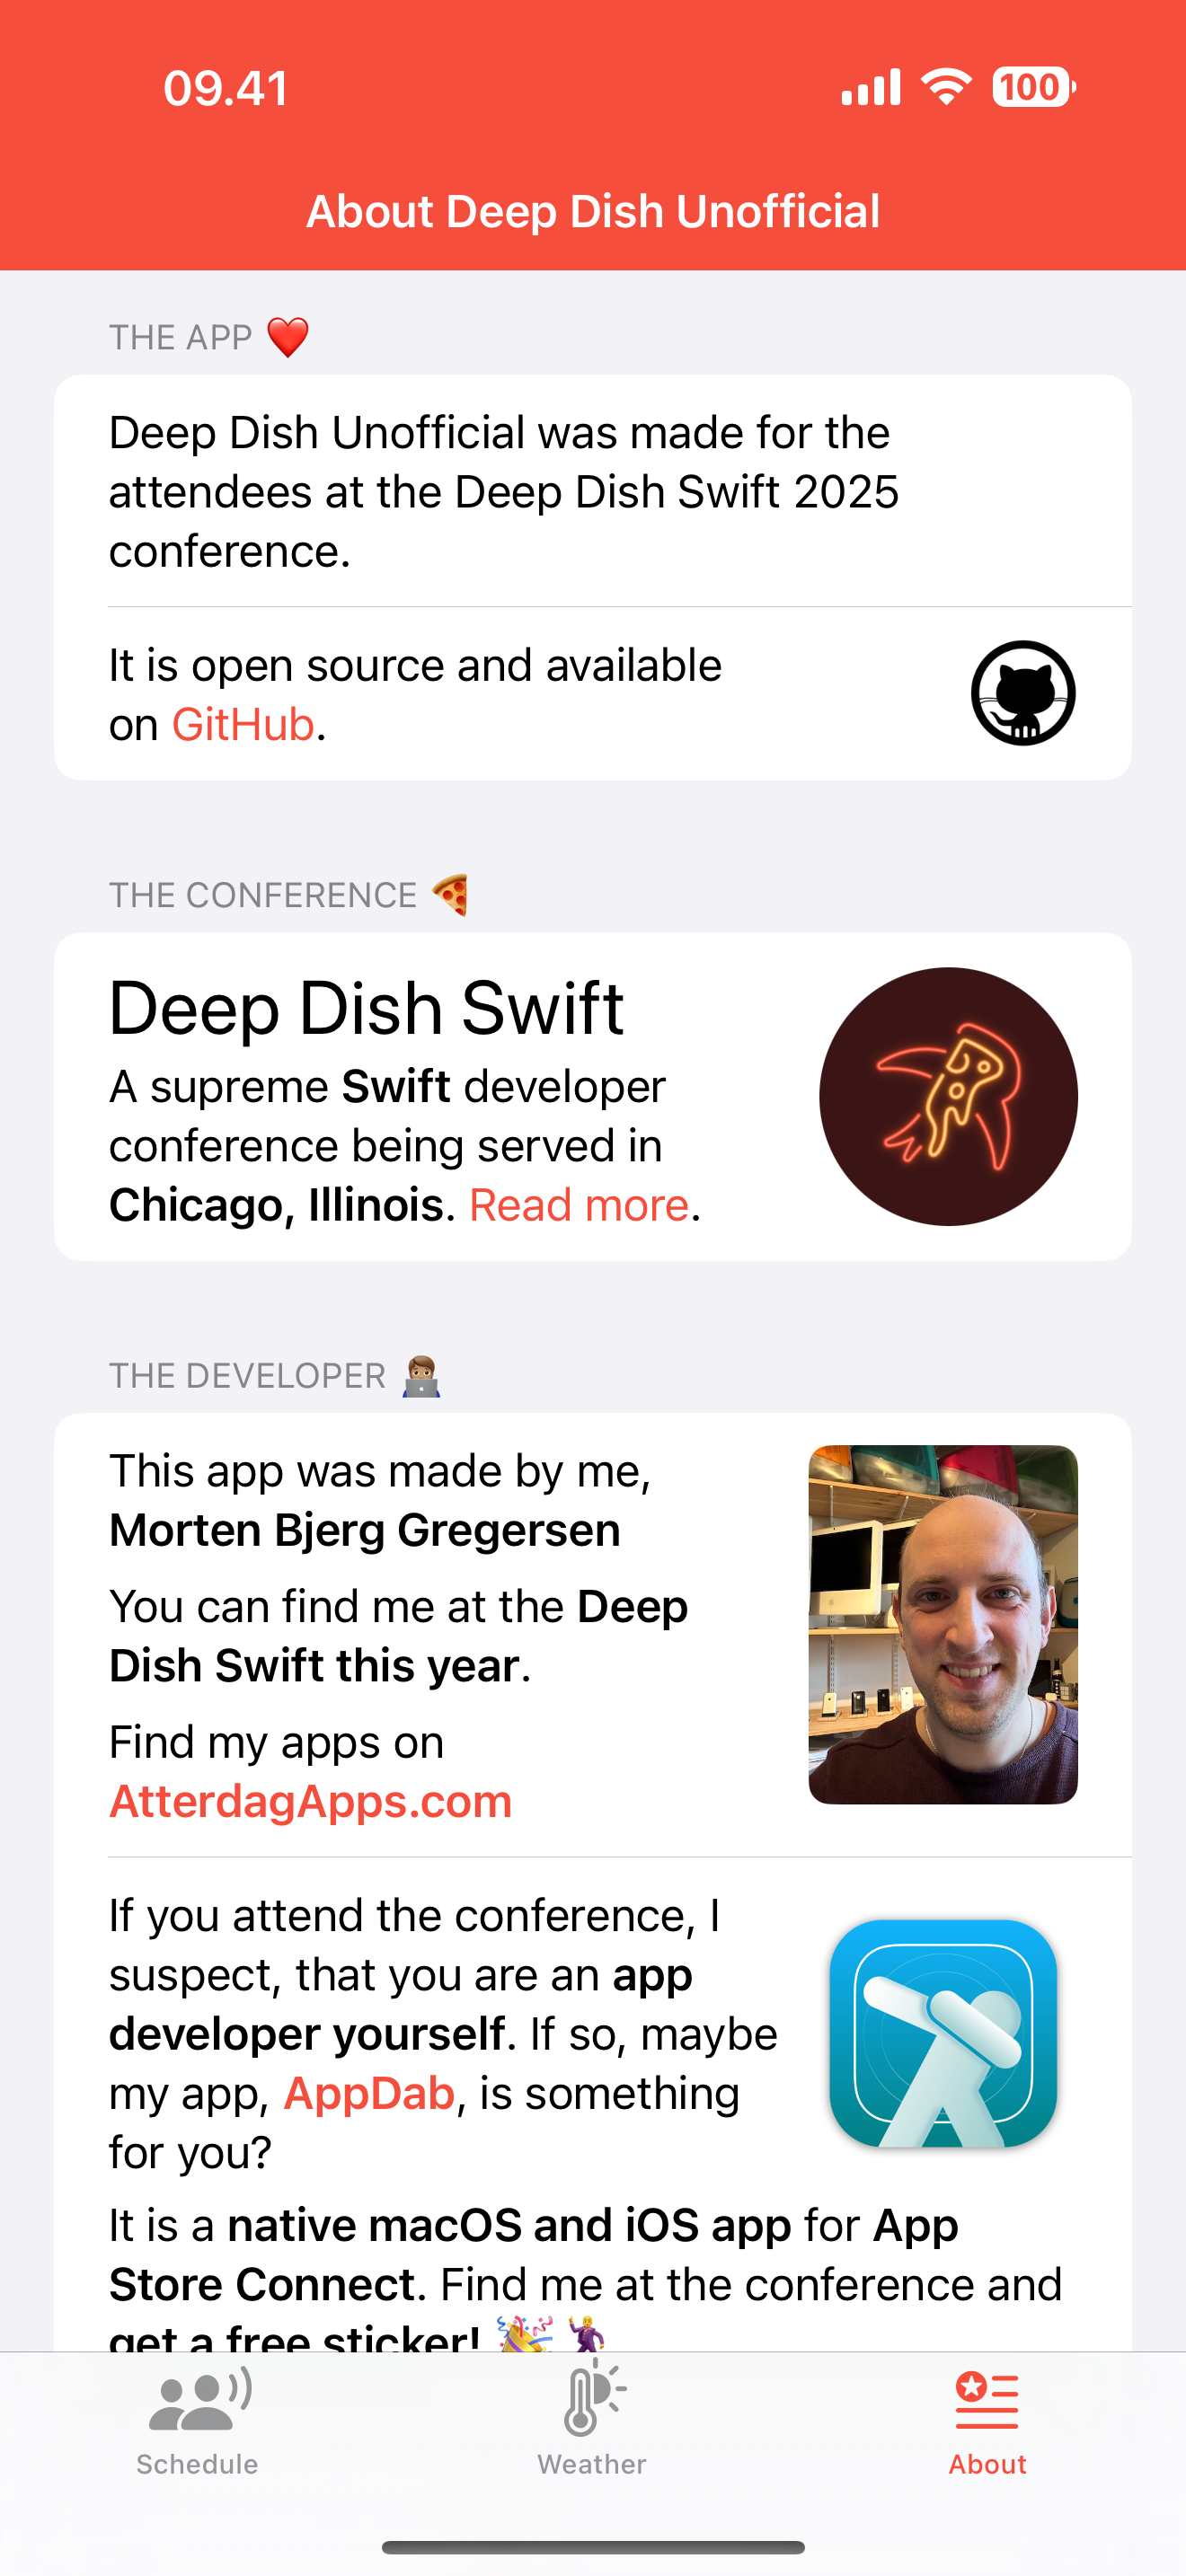 09.41
100
About Deep Dish Unofficial
THE APP ❤️
Deep Dish Unofficial was made for the
attendees at the Deep Dish Swift 2025
conference.
It is open source and available
on GitHub.
THE CONFERENCE 🍕
Deep Dish Swift
A supreme Swift developer
conference being served in
Chicago, Illinois. Read more.
THE DEVELOPER 🧑🏽‍💻
This app was made by me,
Morten Bjerg Gregersen
You can find me at the Deep
Dish Swift this year.
Find my apps on
AtterdagApps.com
If you attend the conference, I
suspect, that you are an app
developer yourself. If so, maybe
my app, AppDab, is something
for you?
It is a native macOS and iOS app for App
Store Connect. Find me at the conference and
get a free sticker! 🎉🕺
Schedule
Weather
About